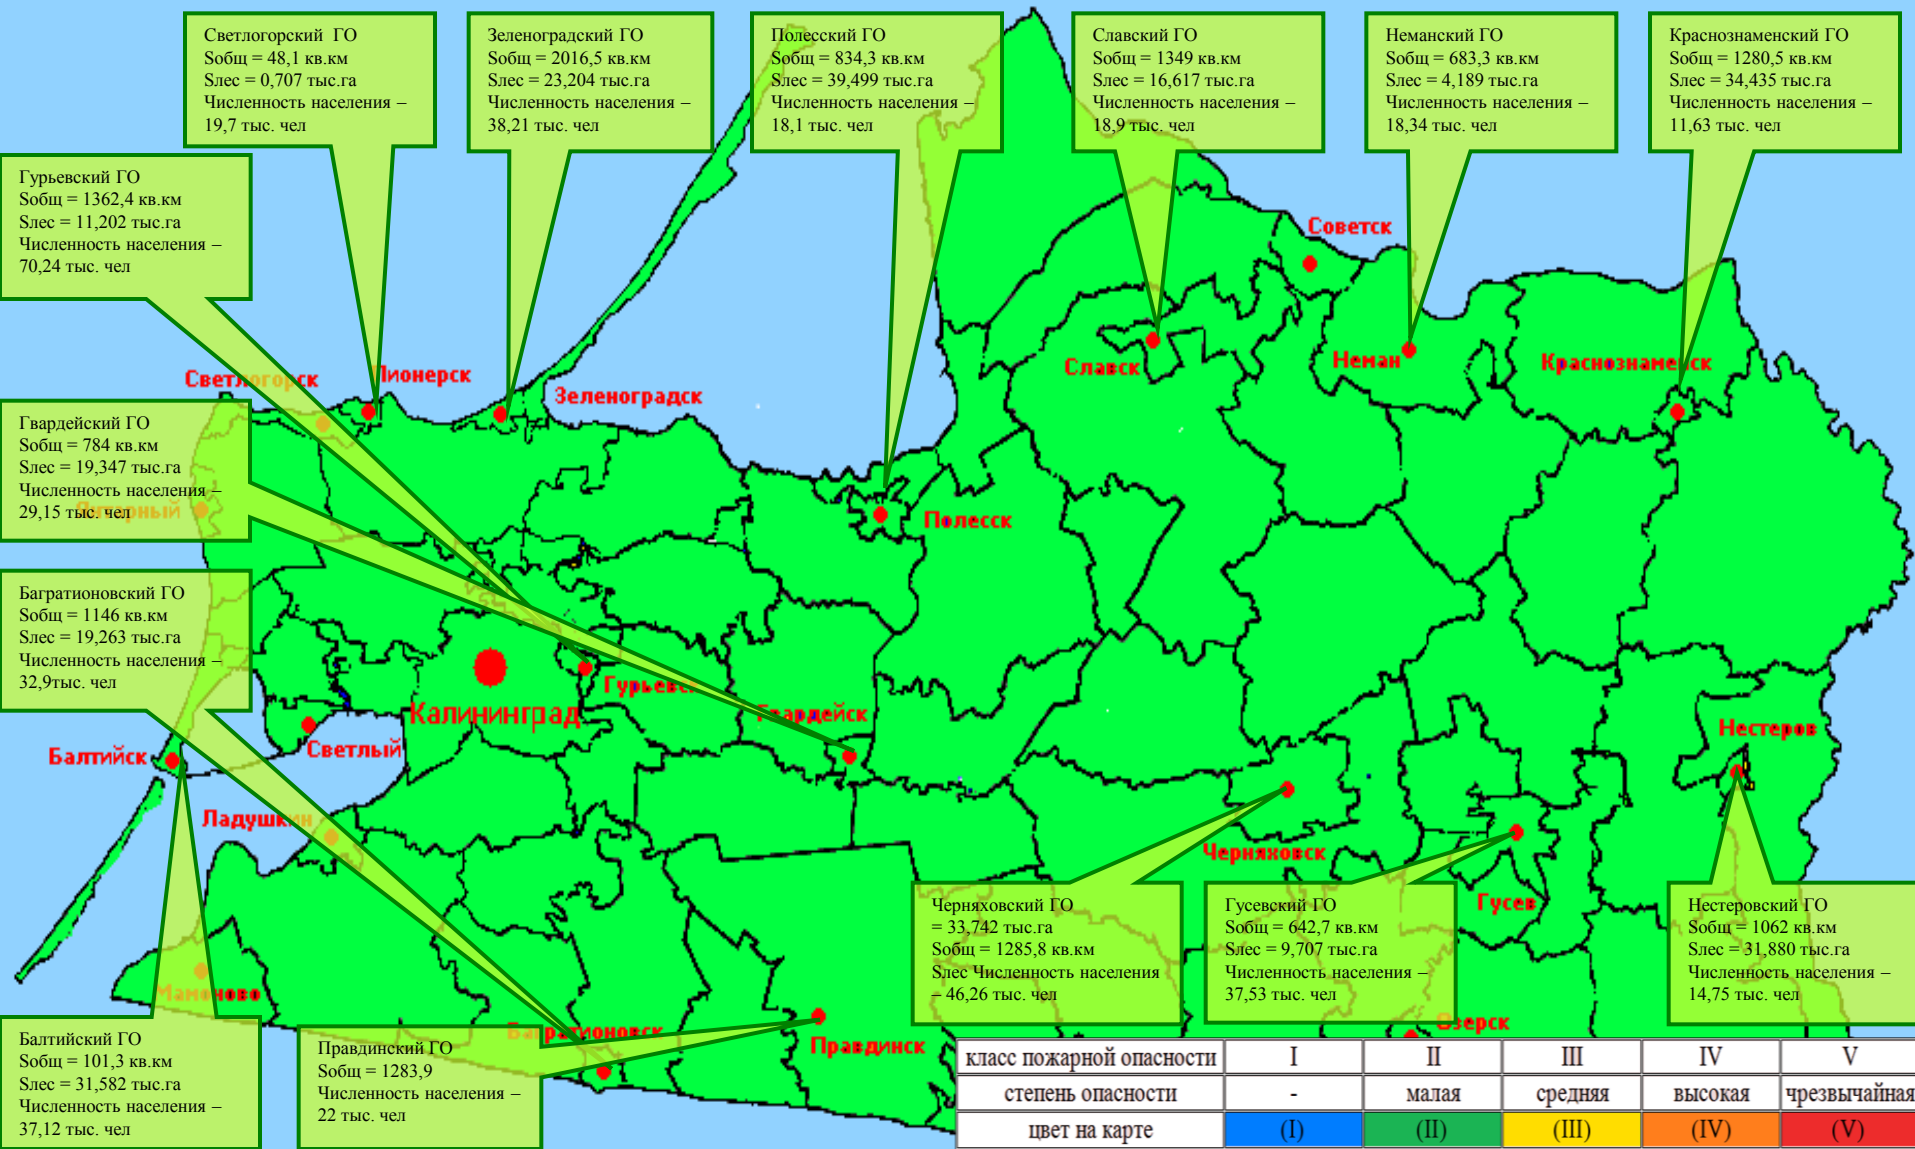 Светлогорский ГО
Sобщ = 48,1 кв.км
Sлес = 0,707 тыс.га
Численность населения –
19,7 тыс. чел
Зеленоградский ГО
Sобщ = 2016,5 кв.км
Sлес = 23,204 тыс.га
Численность населения –
38,21 тыс. чел
Полесский ГО
Sобщ = 834,3 кв.км
Sлес = 39,499 тыс.га
Численность населения –
18,1 тыс. чел
Славский ГО
Sобщ = 1349 кв.км
Sлес = 16,617 тыс.га
Численность населения –
18,9 тыс. чел
Неманский ГО
Sобщ = 683,3 кв.км
Sлес = 4,189 тыс.га
Численность населения –
18,34 тыс. чел
Краснознаменский ГО
Sобщ = 1280,5 кв.км
Sлес = 34,435 тыс.га
Численность населения –
11,63 тыс. чел
Гурьевский ГО
Sобщ = 1362,4 кв.км
Sлес = 11,202 тыс.га
Численность населения –
70,24 тыс. чел
Советск
Славск
Неман
Краснознаменск
Светлогорск
Пионерск
Зеленоградск
Гвардейский ГО
Sобщ = 784 кв.км
Sлес = 19,347 тыс.га
Численность населения –
29,15 тыс. чел
Янтарный
Полесск
Багратионовский ГО
Sобщ = 1146 кв.км
Sлес = 19,263 тыс.га
Численность населения –
32,9тыс. чел
Гурьевск
Калининград
Гвардейск
Нестеров
Светлый
Балтийск
Ладушкин
Черняховск
Гусев
Черняховский ГО
= 33,742 тыс.га
Sобщ = 1285,8 кв.км
Sлес Численность населения
– 46,26 тыс. чел
Гусевский ГО
Sобщ = 642,7 кв.км
Sлес = 9,707 тыс.га
Численность населения –
37,53 тыс. чел
Нестеровский ГО
Sобщ = 1062 кв.км
Sлес = 31,880 тыс.га
Численность населения –
14,75 тыс. чел
Мамоново
Озерск
Багратионовск
Правдинск
Балтийский ГО
Sобщ = 101,3 кв.км
Sлес = 31,582 тыс.га
Численность населения –
37,12 тыс. чел
Правдинский ГО
Sобщ = 1283,9
Численность населения –
22 тыс. чел
класс пожарной опасности I II III IV V
степень опасности - малая средняя высокая чрезвычайная
цвет на карте (I) (II) (III) (IV) (V)